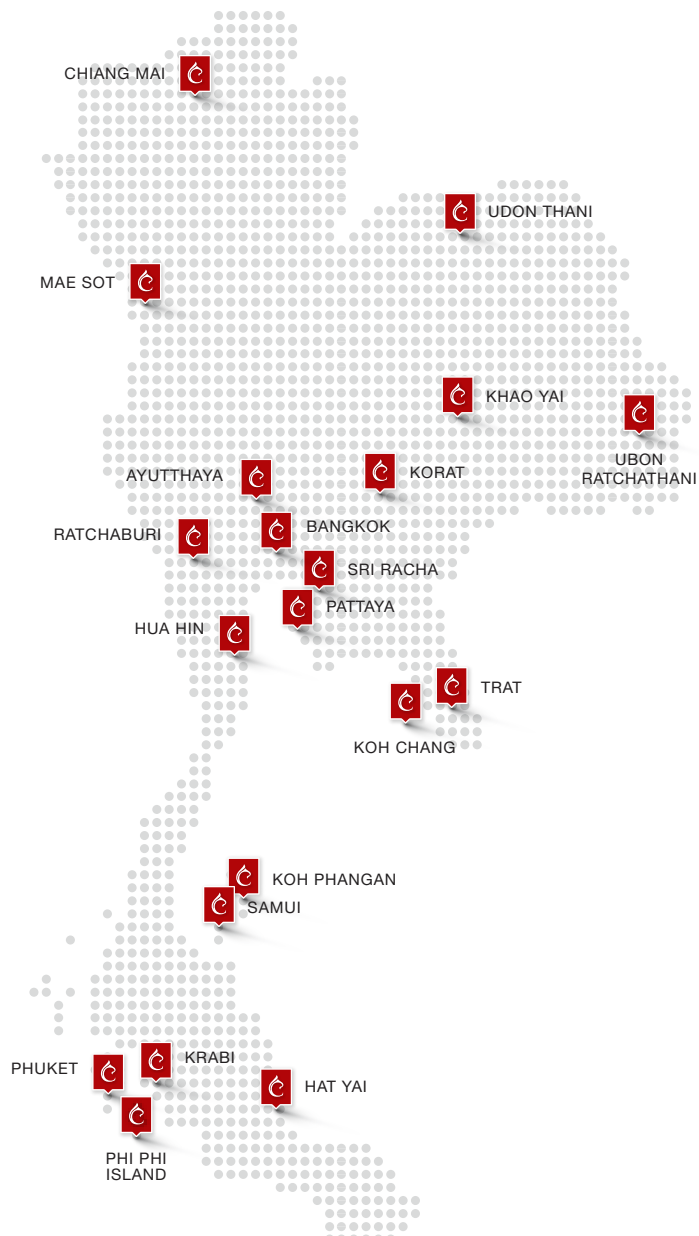 CHIANG MAI
UDON THANI
MAE SOT
KHAO YAI
UBON
RATCHATHANI
AYUTTHAYA
KORAT
BANGKOK
RATCHABURI
SRI RACHA
PATTAYA
HUA HIN
TRAT
KOH CHANG
KOH PHANGAN
SAMUI
KRABI
PHUKET
HAT YAI
PHI PHI
ISLAND